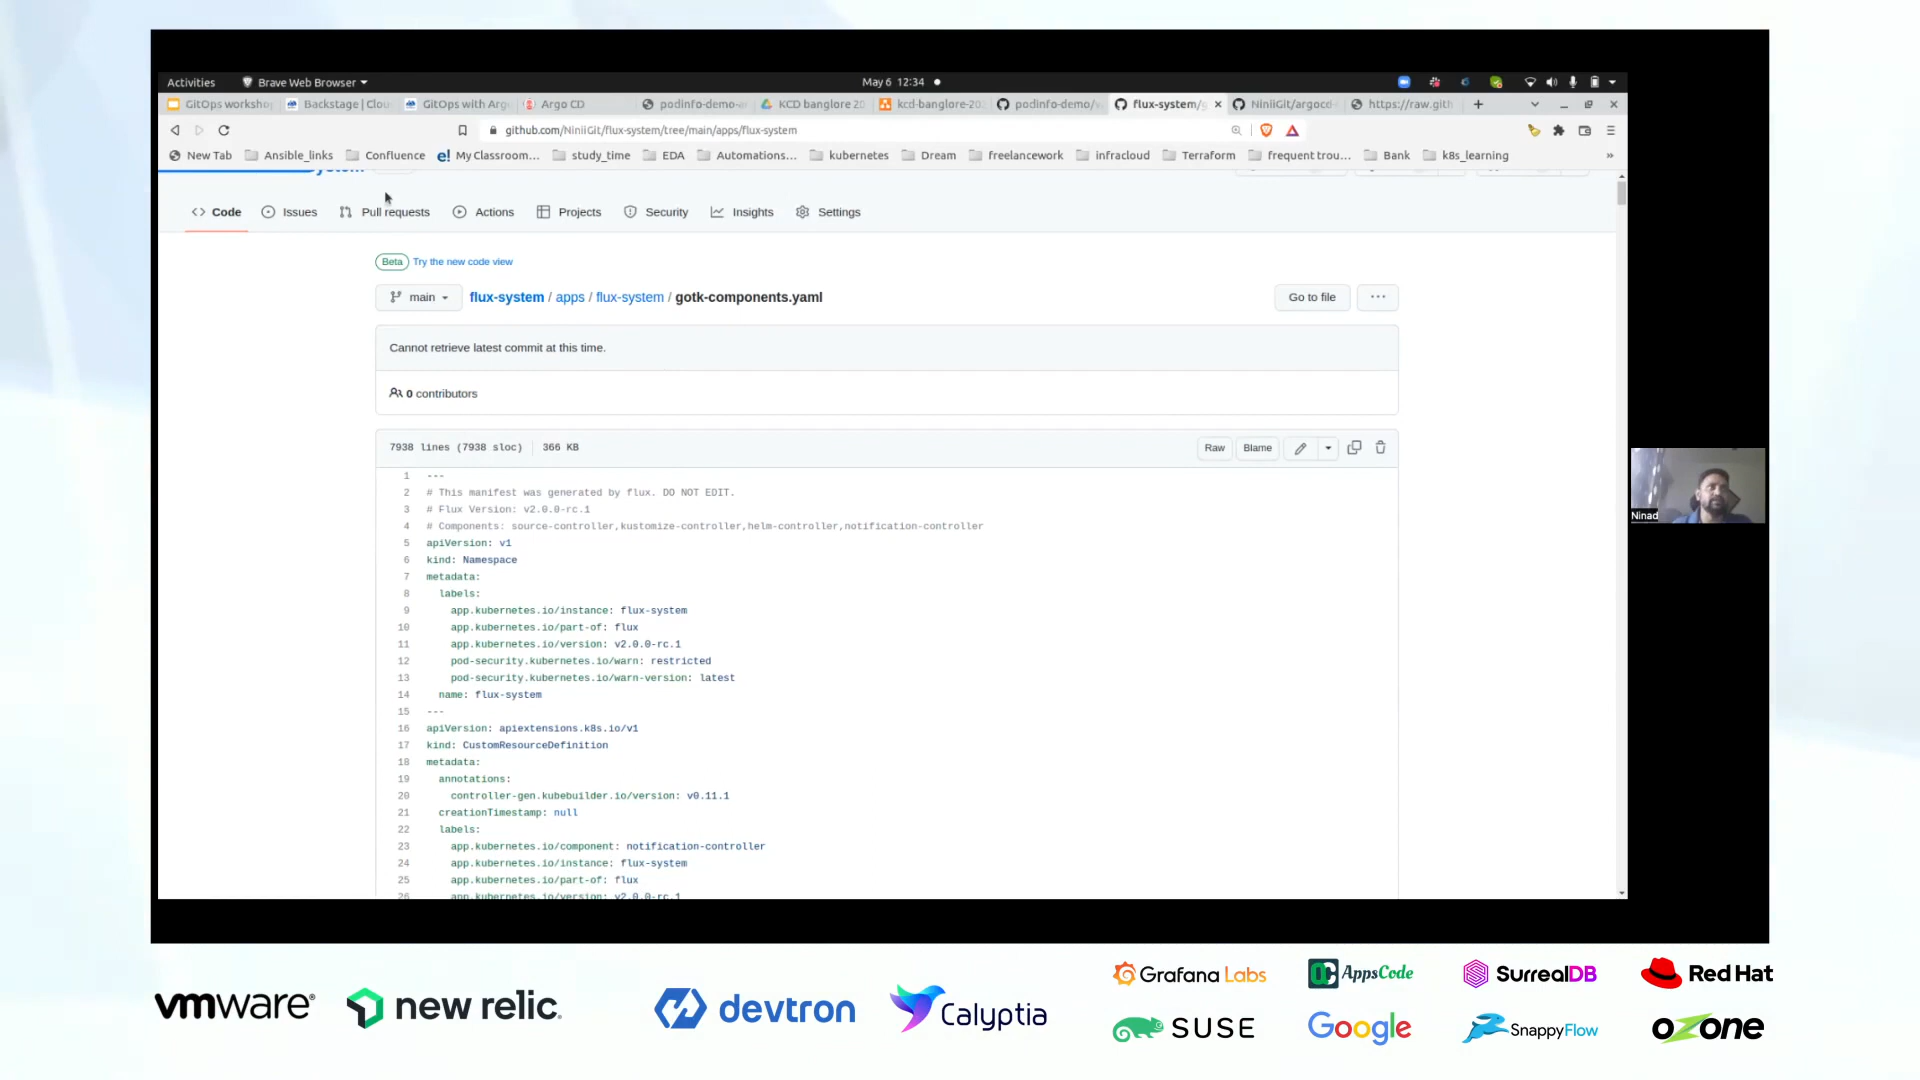 Activities Brave Web Browser May 6 12:34
GitOps worksho Backstage | Clou GitOps with Argo Argo CD podinfo-demo-a KCD banglore 20 kcd-banglore-20 podinfo-demo/v flux-system/g NiniiGit/argocd- https://raw.gith
github.com/NiniiGit/flux-system/tree/main/apps/flux-system
New Tab Ansible_links Confluence e! My Classroom... study_time EDA Automations... kubernetes Dream freelancework infracloud Terraform frequent trou... Bank k8s_learning »
Code Issues Pull requests Actions Projects Security Insights Settings
Beta Try the new code view
main flux-system / apps / flux-system / gotk-components.yaml Go to file ...
Cannot retrieve latest commit at this time.
0 contributors
7938 lines (7938 sloc) 366 KB Raw Blame
1 ---
2 # This manifest was generated by flux. DO NOT EDIT.
3 # Flux Version: v2.0.0-rc.1
4 # Components: source-controller,kustomize-controller,helm-controller,notification-controller
5 apiVersion: v1
6 kind: Namespace
7 metadata:
8 labels:
9 app.kubernetes.io/instance: flux-system
10 app.kubernetes.io/part-of: flux
11 app.kubernetes.io/version: v2.0.0-rc.1
12 pod-security.kubernetes.io/warn: restricted
13 pod-security.kubernetes.io/warn-version: latest
14 name: flux-system
15 ---
16 apiVersion: apiextensions.k8s.io/v1
17 kind: CustomResourceDefinition
18 metadata:
19 annotations:
20 controller-gen.kubebuilder.io/version: v0.11.1
21 creationTimestamp: null
22 labels:
23 app.kubernetes.io/component: notification-controller
24 app.kubernetes.io/instance: flux-system
25 app.kubernetes.io/part-of: flux
26 app.kubernetes.io/version: v2.0.0-rc.1
Ninad
vmware new relic. devtron Calyptia
Grafana Labs AppsCode SurrealDB Red Hat
SUSE Google SnappyFlow ozone